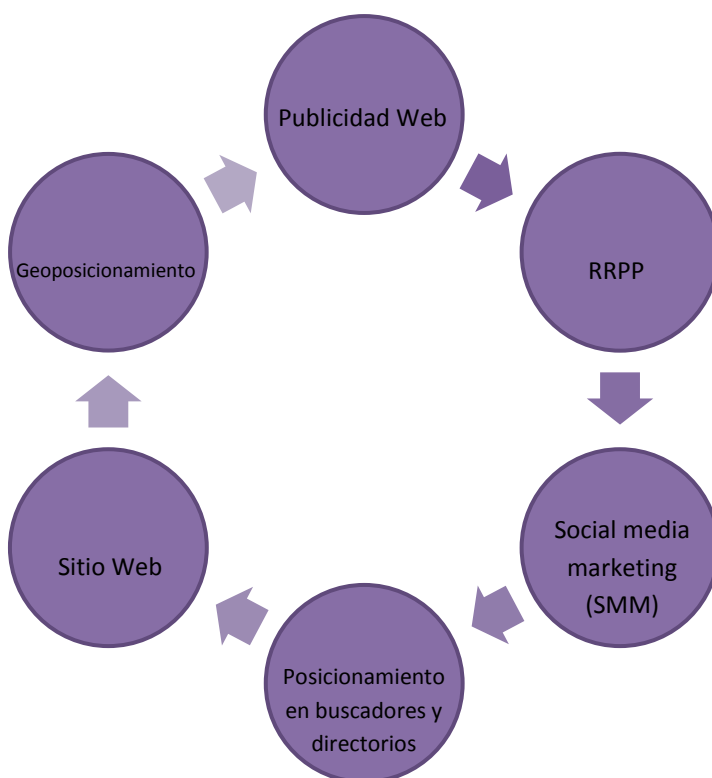 Publicidad Web
RRPP
Social media
marketing
(SMM)
Posicionamiento
en buscadores y
directorios
Sitio Web
Geoposicionamiento